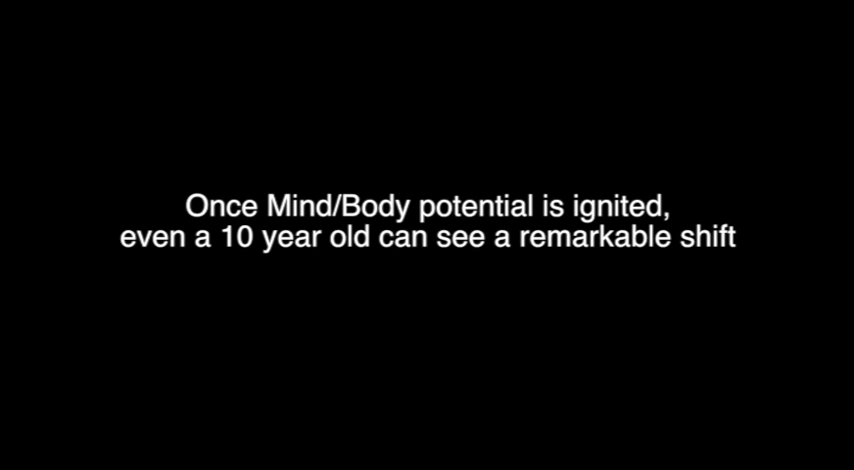 Once Mind/Body potential is ignited,
even a 10 year old can see a remarkable shift